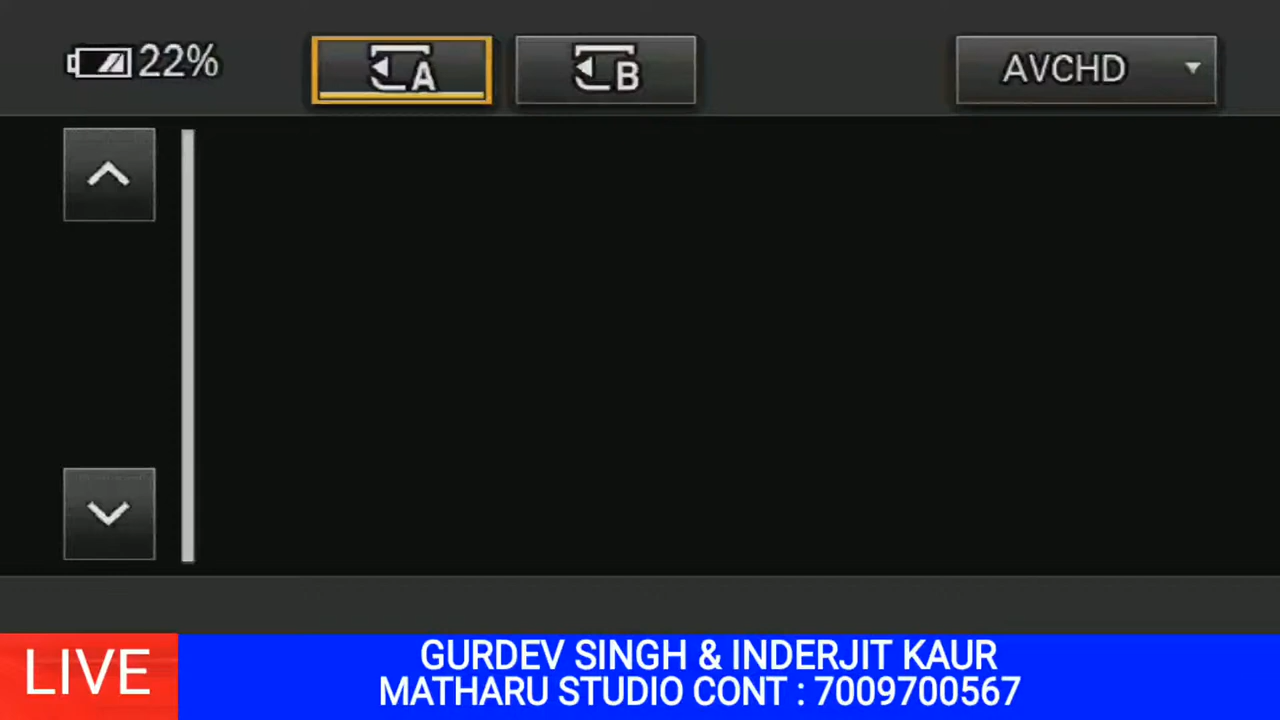 22%
A
B
AVCHD
LIVE
GURDEV SINGH & INDERJIT KAUR
MATHARU STUDIO CONT : 7009700567